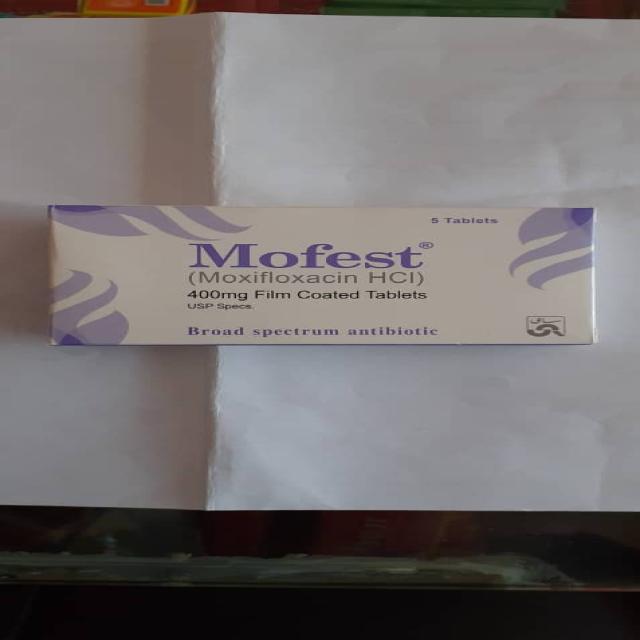 5 Tablets
Mofest®
(Moxifloxacin HCl)
400mg Film Coated Tablets
USP Specs.
Broad spectrum antibiotic